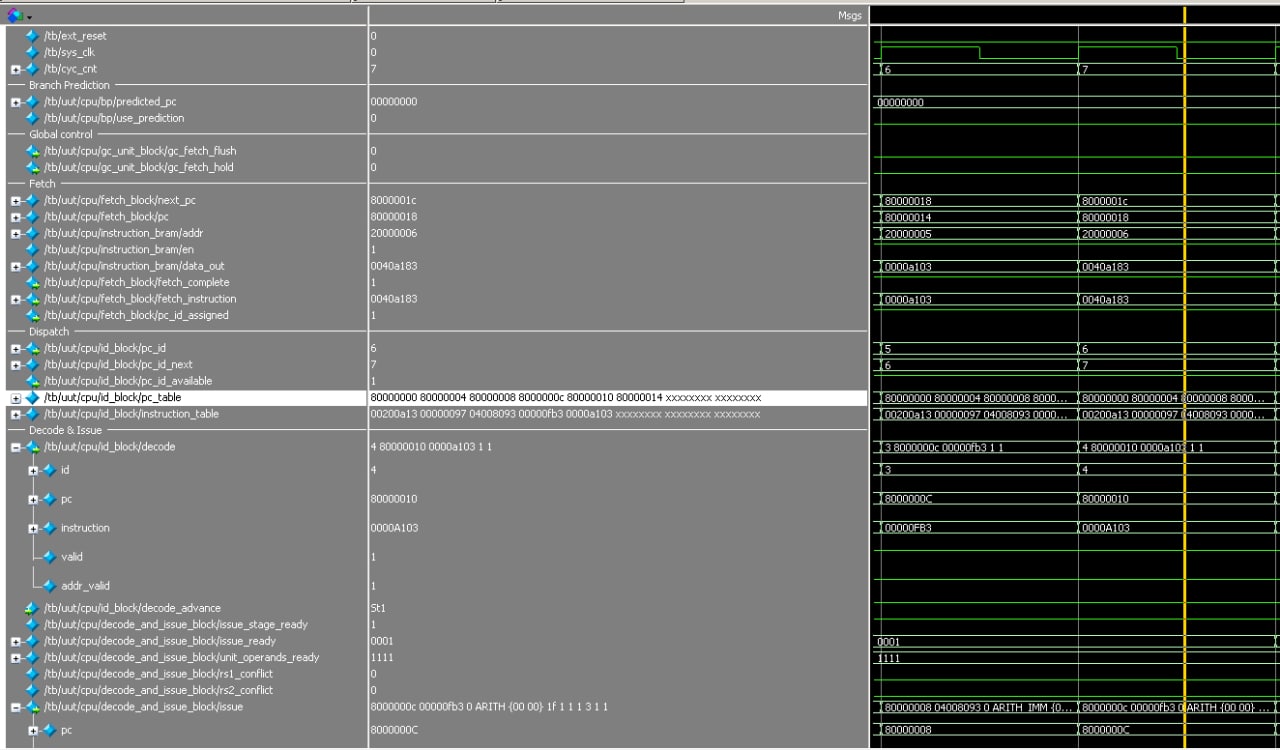 Msgs
/tb/ext_reset 0
/tb/sys_clk 0
/tb/cyc_cnt 7 6 7
Branch Prediction
/tb/uut/cpu/bp/predicted_pc 00000000 00000000
/tb/uut/cpu/bp/use_prediction 0
Global control
/tb/uut/cpu/gc_unit_block/gc_fetch_flush 0
/tb/uut/cpu/gc_unit_block/gc_fetch_hold 0
Fetch
/tb/uut/cpu/fetch_block/next_pc 8000001c 80000018 8000001c
/tb/uut/cpu/fetch_block/pc 80000018 80000014 80000018
/tb/uut/cpu/instruction_bram/addr 20000006 20000005 20000006
/tb/uut/cpu/instruction_bram/en 1
/tb/uut/cpu/instruction_bram/data_out 0040a183 0000a103 0040a183
/tb/uut/cpu/fetch_block/fetch_complete 1
/tb/uut/cpu/fetch_block/fetch_instruction 0040a183 0000a103 0040a183
/tb/uut/cpu/fetch_block/pc_id_assigned 1
Dispatch
/tb/uut/cpu/id_block/pc_id 6 5 6
/tb/uut/cpu/id_block/pc_id_next 7 6 7
/tb/uut/cpu/id_block/pc_id_available 1
/tb/uut/cpu/id_block/pc_table 80000000 80000004 80000008 8000000c 80000010 80000014 xxxxxxxx xxxxxxxx 80000000 80000004 80000008 800... 80000000 80000004 80000008 8000...
/tb/uut/cpu/id_block/instruction_table 00200a13 00000097 04008093 00000fb3 0000a103 xxxxxxxx xxxxxxxx xxxxxxxx 00200a13 00000097 04008093 000... 00200a13 00000097 04008093 0000...
Decode & Issue
/tb/uut/cpu/id_block/decode 4 80000010 0000a103 1 1 3 8000000c 00000fb3 1 1 4 80000010 0000a103 1 1
id 4 3 4
pc 80000010 8000000C 80000010
instruction 0000A103 00000FB3 0000A103
valid 1
addr_valid 1
/tb/uut/cpu/id_block/decode_advance St1
/tb/uut/cpu/decode_and_issue_block/issue_stage_ready 1
/tb/uut/cpu/decode_and_issue_block/issue_ready 0001 0001
/tb/uut/cpu/decode_and_issue_block/unit_operands_ready 1111 1111
/tb/uut/cpu/decode_and_issue_block/rs1_conflict 0
/tb/uut/cpu/decode_and_issue_block/rs2_conflict 0
/tb/uut/cpu/decode_and_issue_block/issue 8000000c 00000fb3 0 ARITH {00 00} 1f 1 1 1 3 1 1 80000008 04008093 0 ARITH_IMM {0... 8000000c 00000fb3 0 ARITH {00 00} ...
pc 8000000C 80000008 8000000C